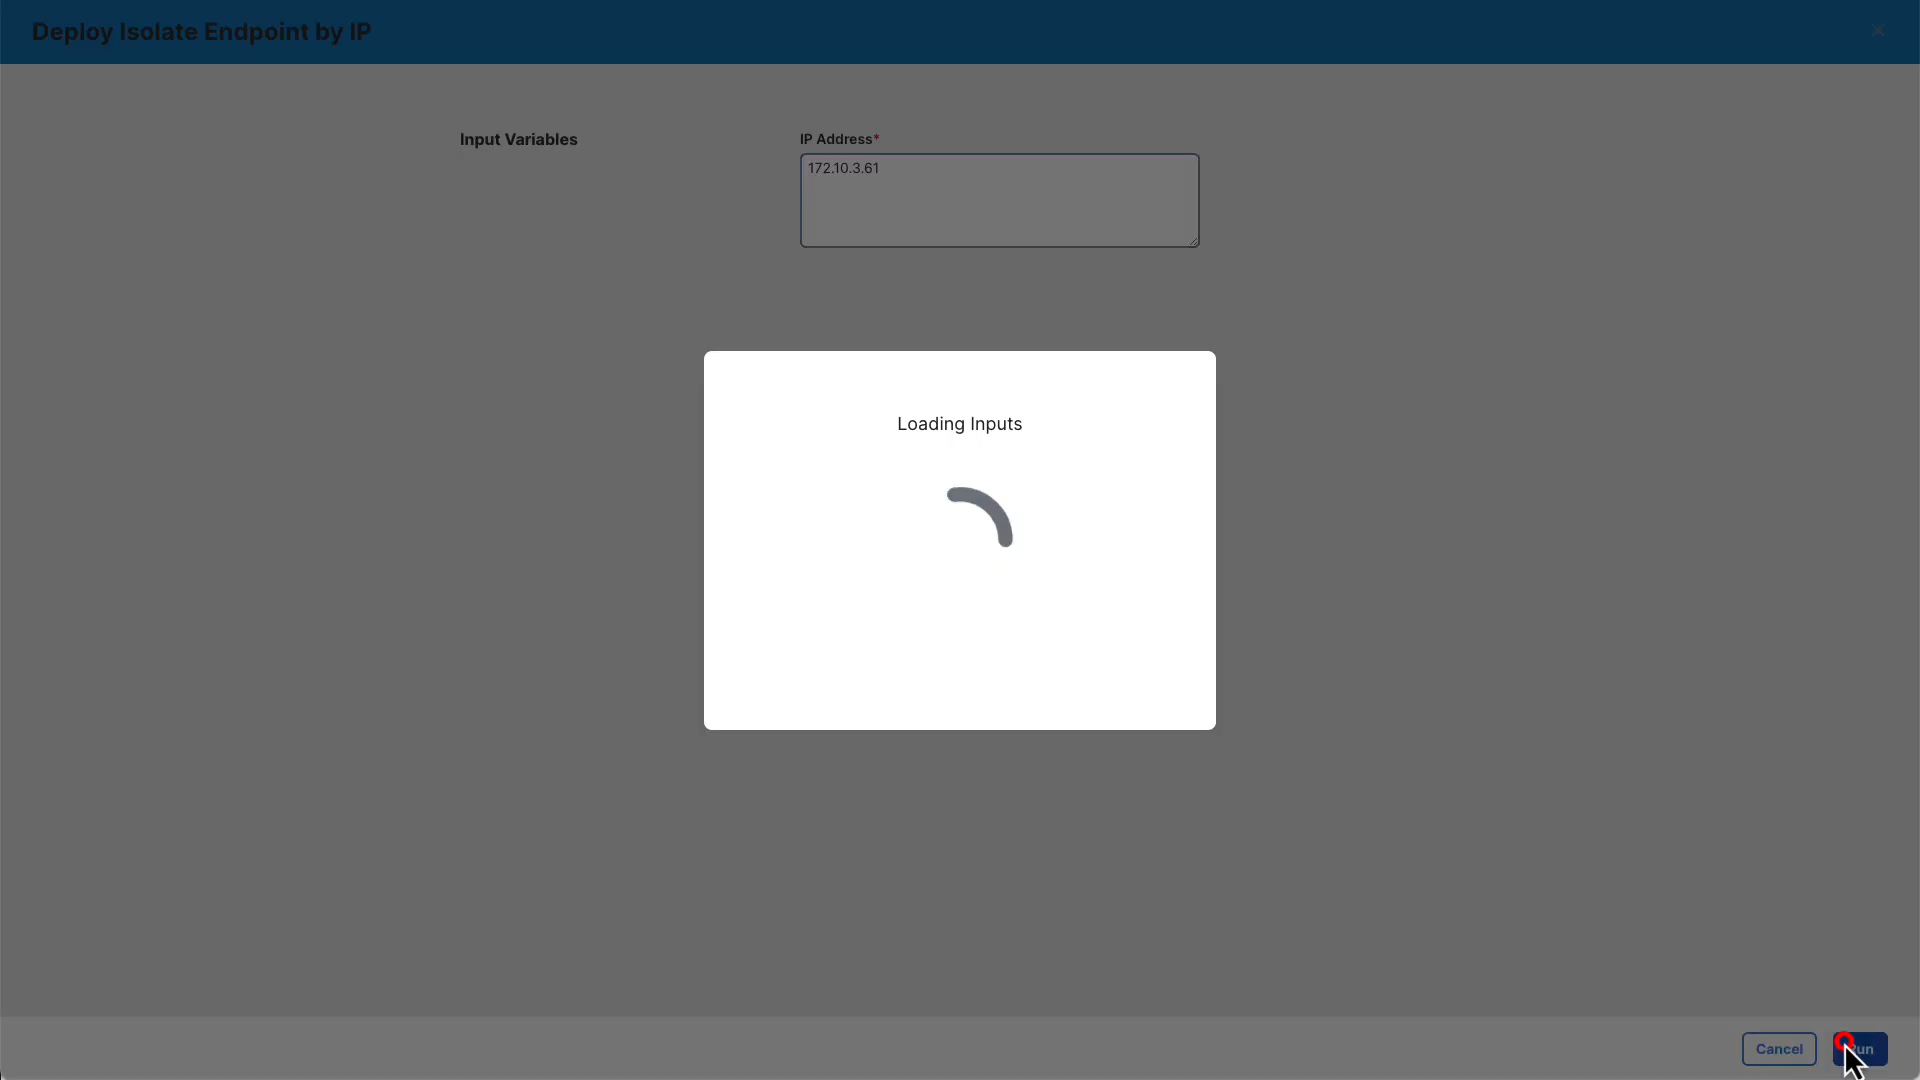 Deploy Isolate Endpoint by IP
Input Variables
IP Address*
172.10.3.61
Loading Inputs
Cancel